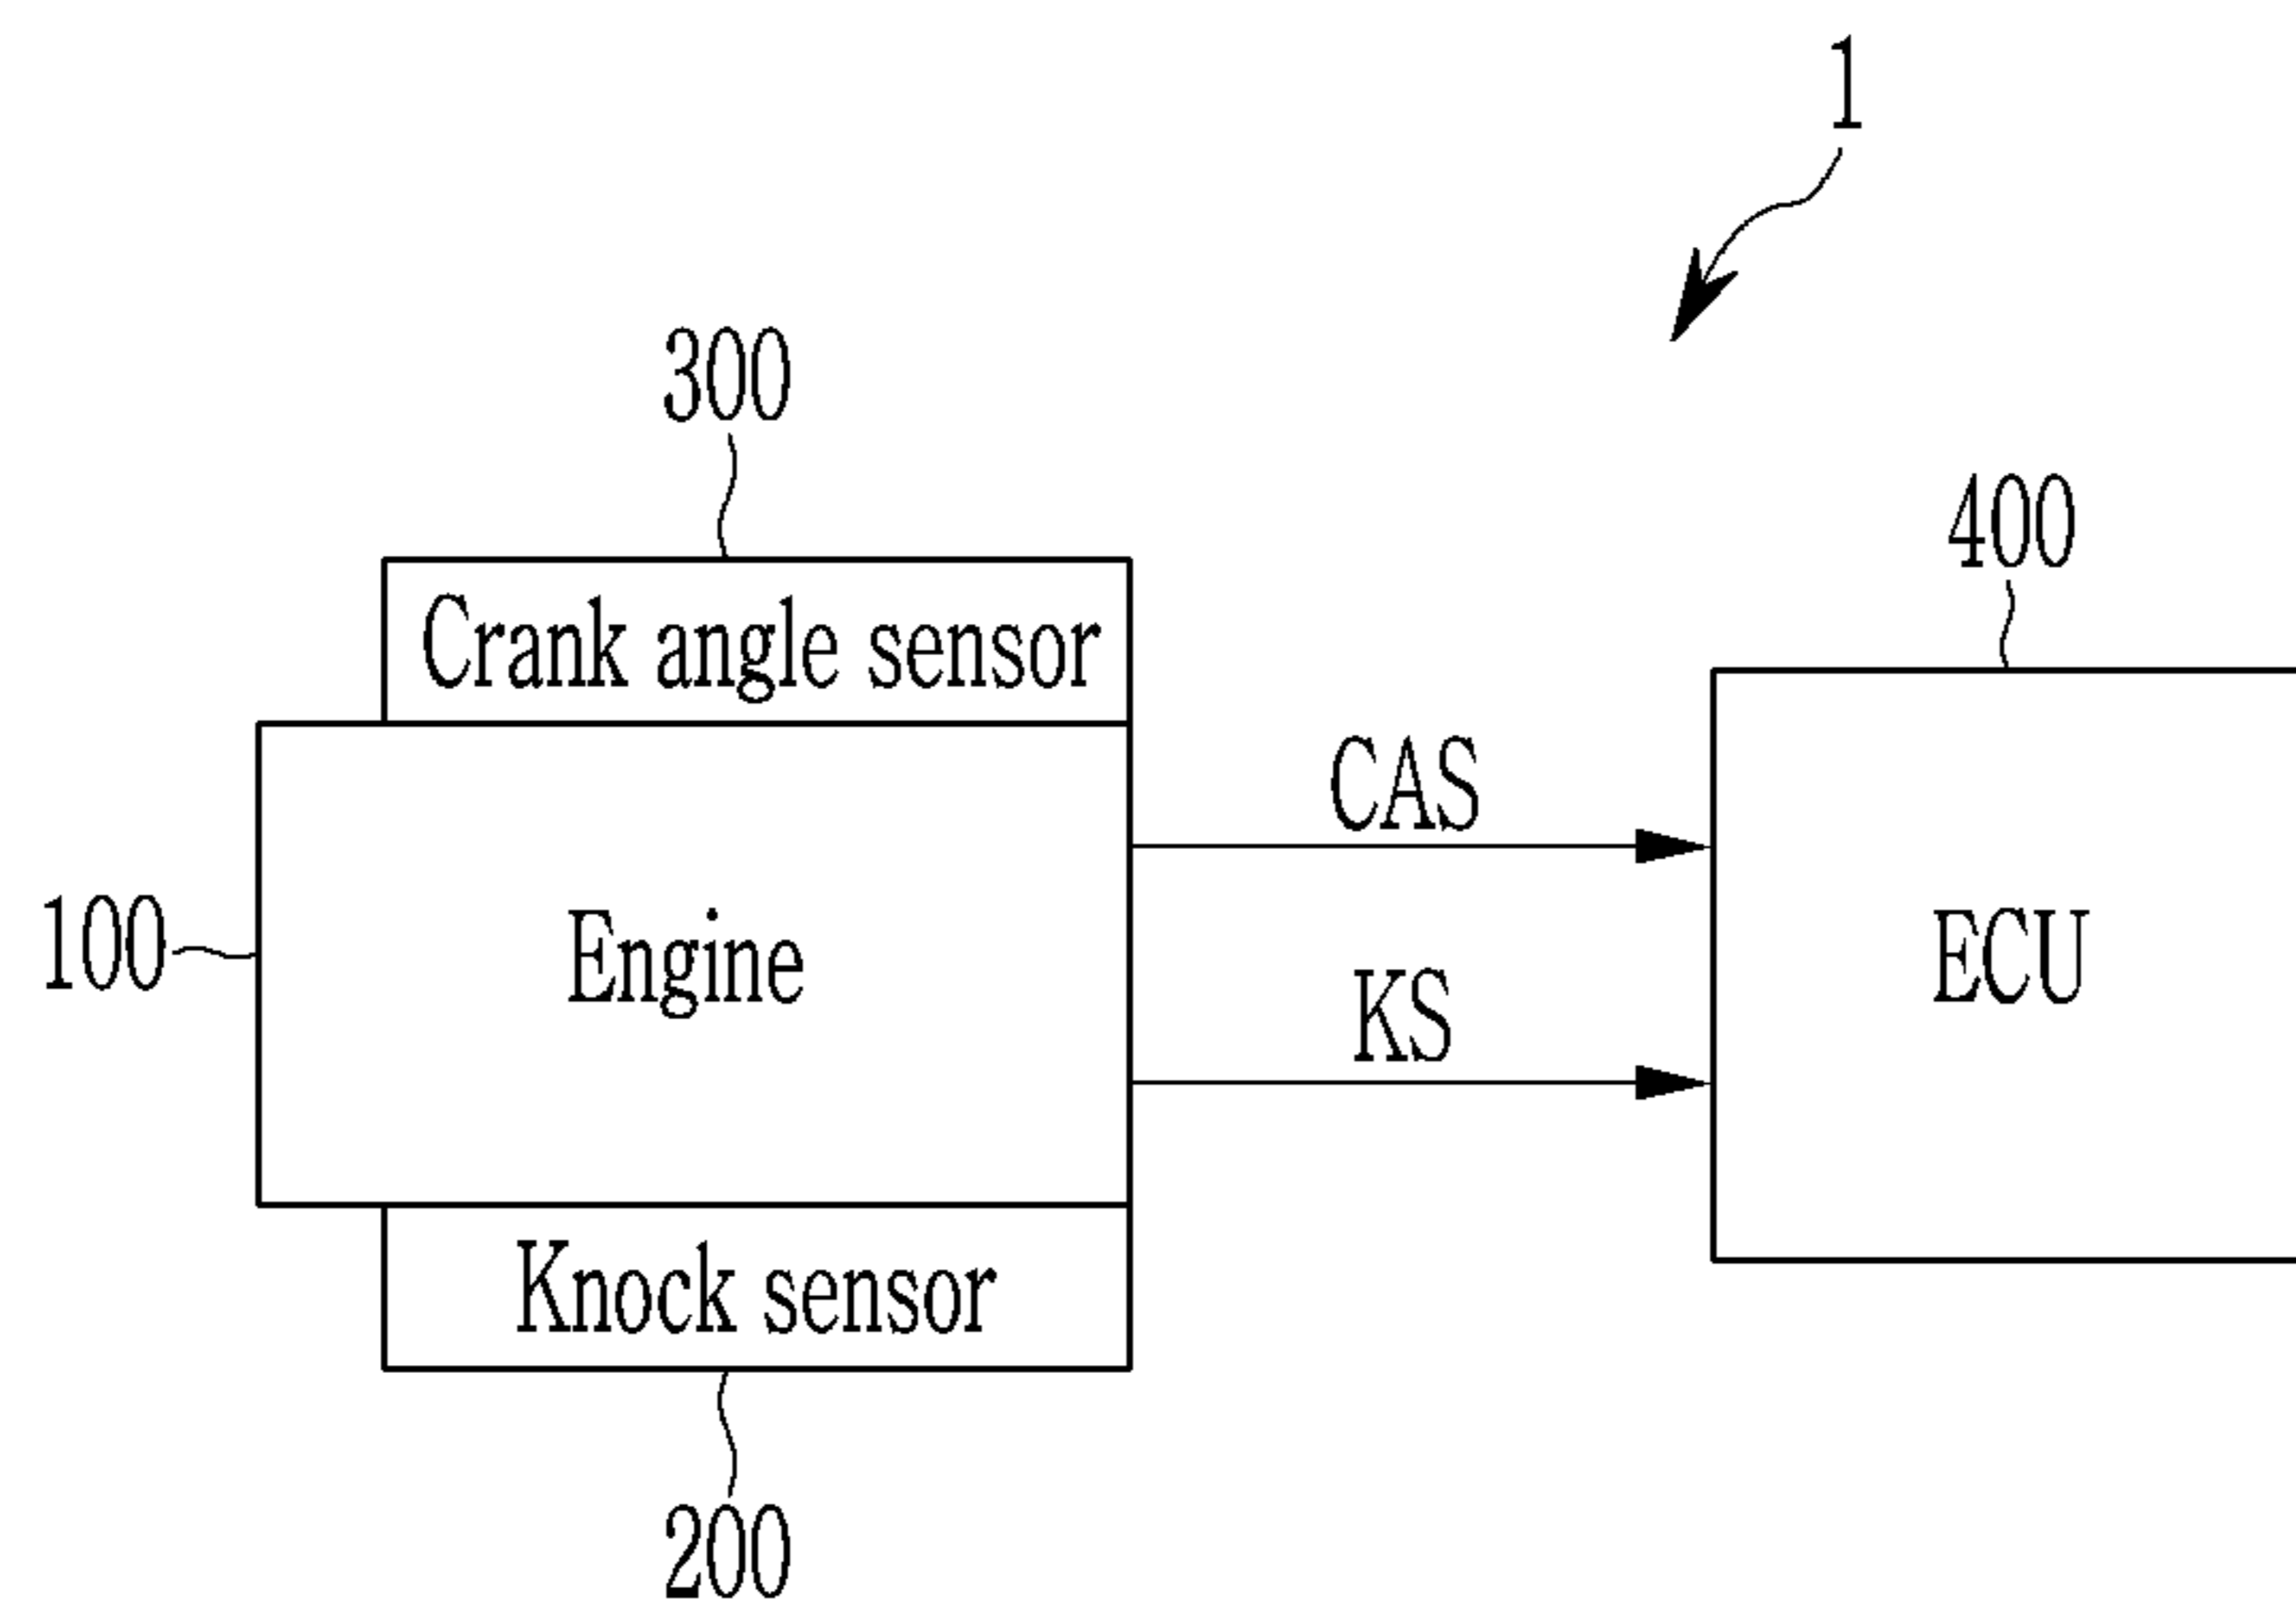 1
300
400
Crank angle sensor
CAS
100
Engine
ECU
KS
Knock sensor
200